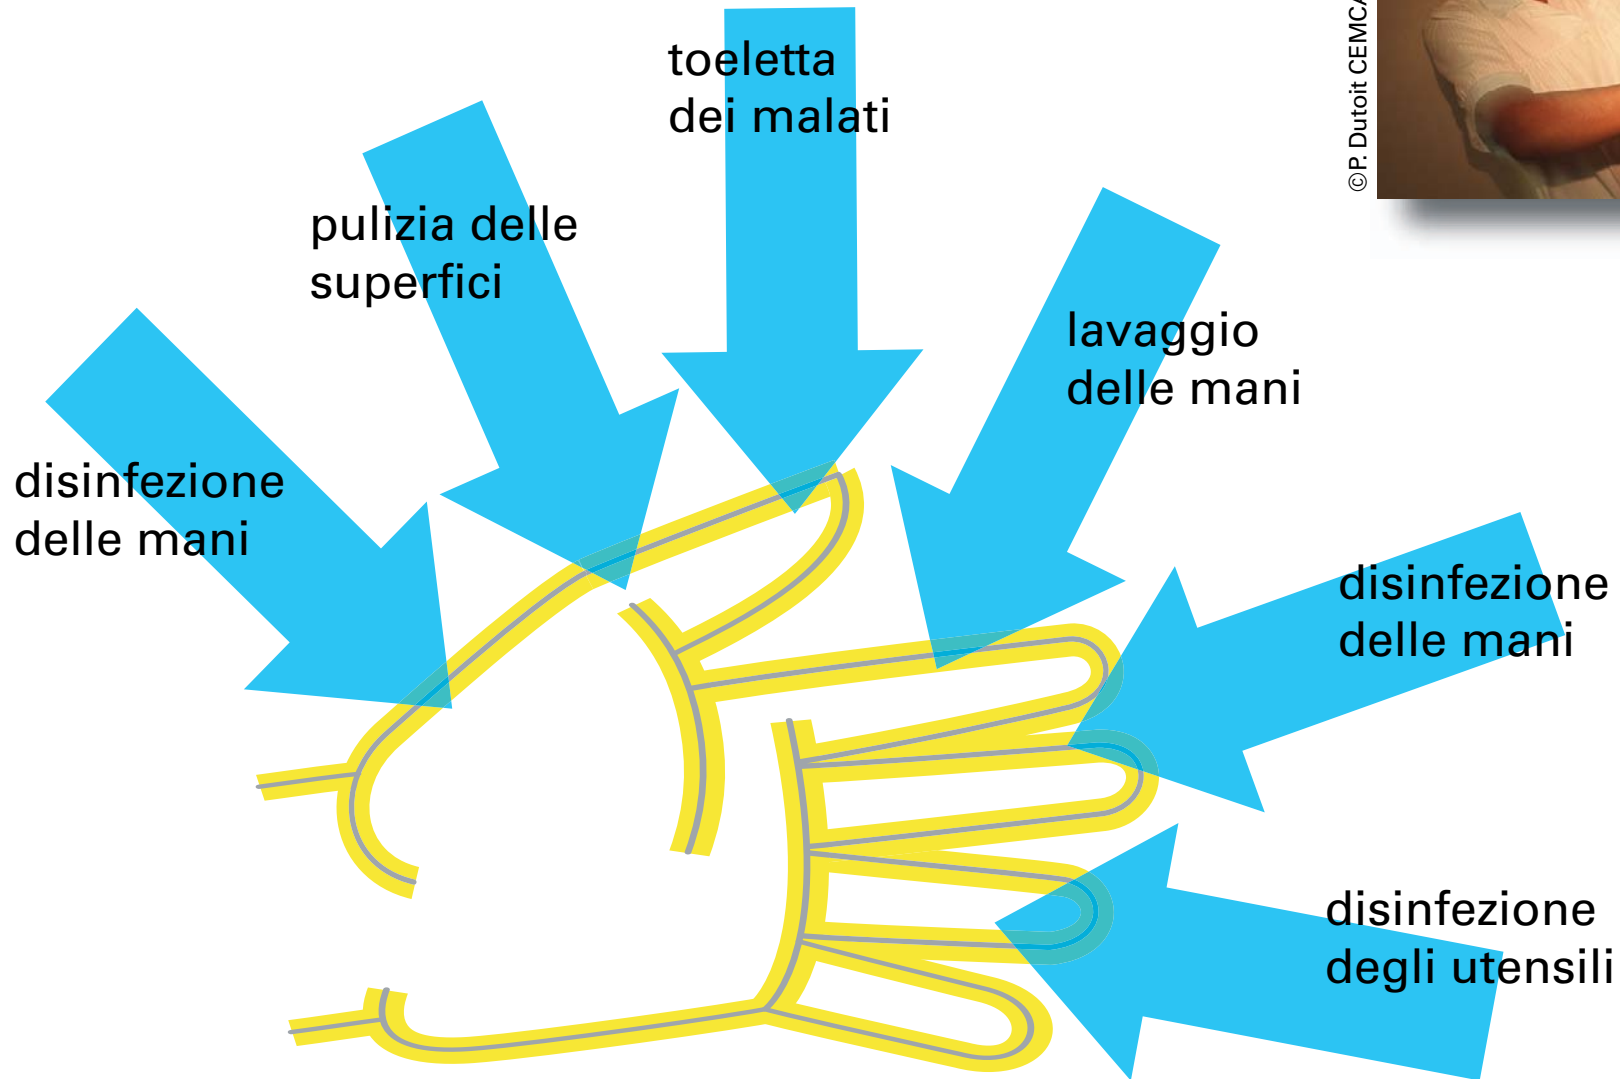 toeletta
dei malati
©P. Dutoit CEMCA
pulizia delle
superfici
lavaggio
delle mani
disinfezione
delle mani
disinfezione
delle mani
disinfezione
degli utensili